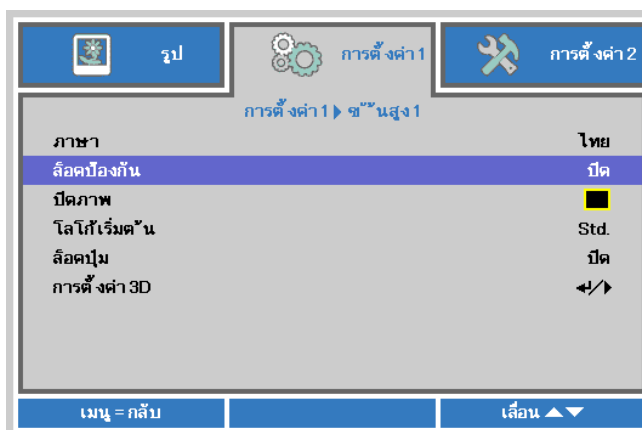 รูป
การตั้งค่า 1
การตั้งค่า 2
การตั้งค่า 1 ▶ ขั้นสูง 1
ภาษา ไทย
ล็อคป้องกัน ปิด
ปิดภาพ
โลโก้เริ่มต้น Std.
ล็อคปุ่ม ปิด
การตั้งค่า 3D ↵/▶
เมนู = กลับ
เลื่อน ▲▼